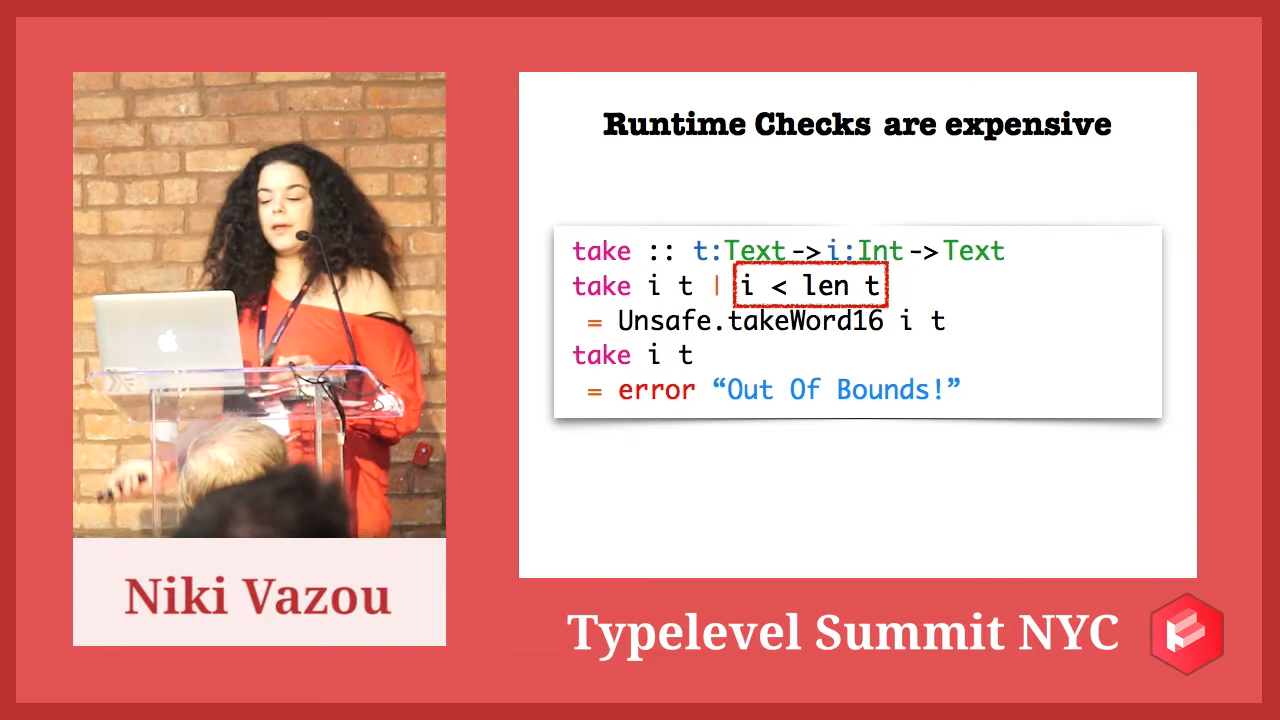 Runtime Checks are expensive
take :: t:Text->i:Int->Text
take i t | i < len t
= Unsafe.takeWord16 i t
take i t
= error “Out Of Bounds!”
Niki Vazou
Typelevel Summit NYC